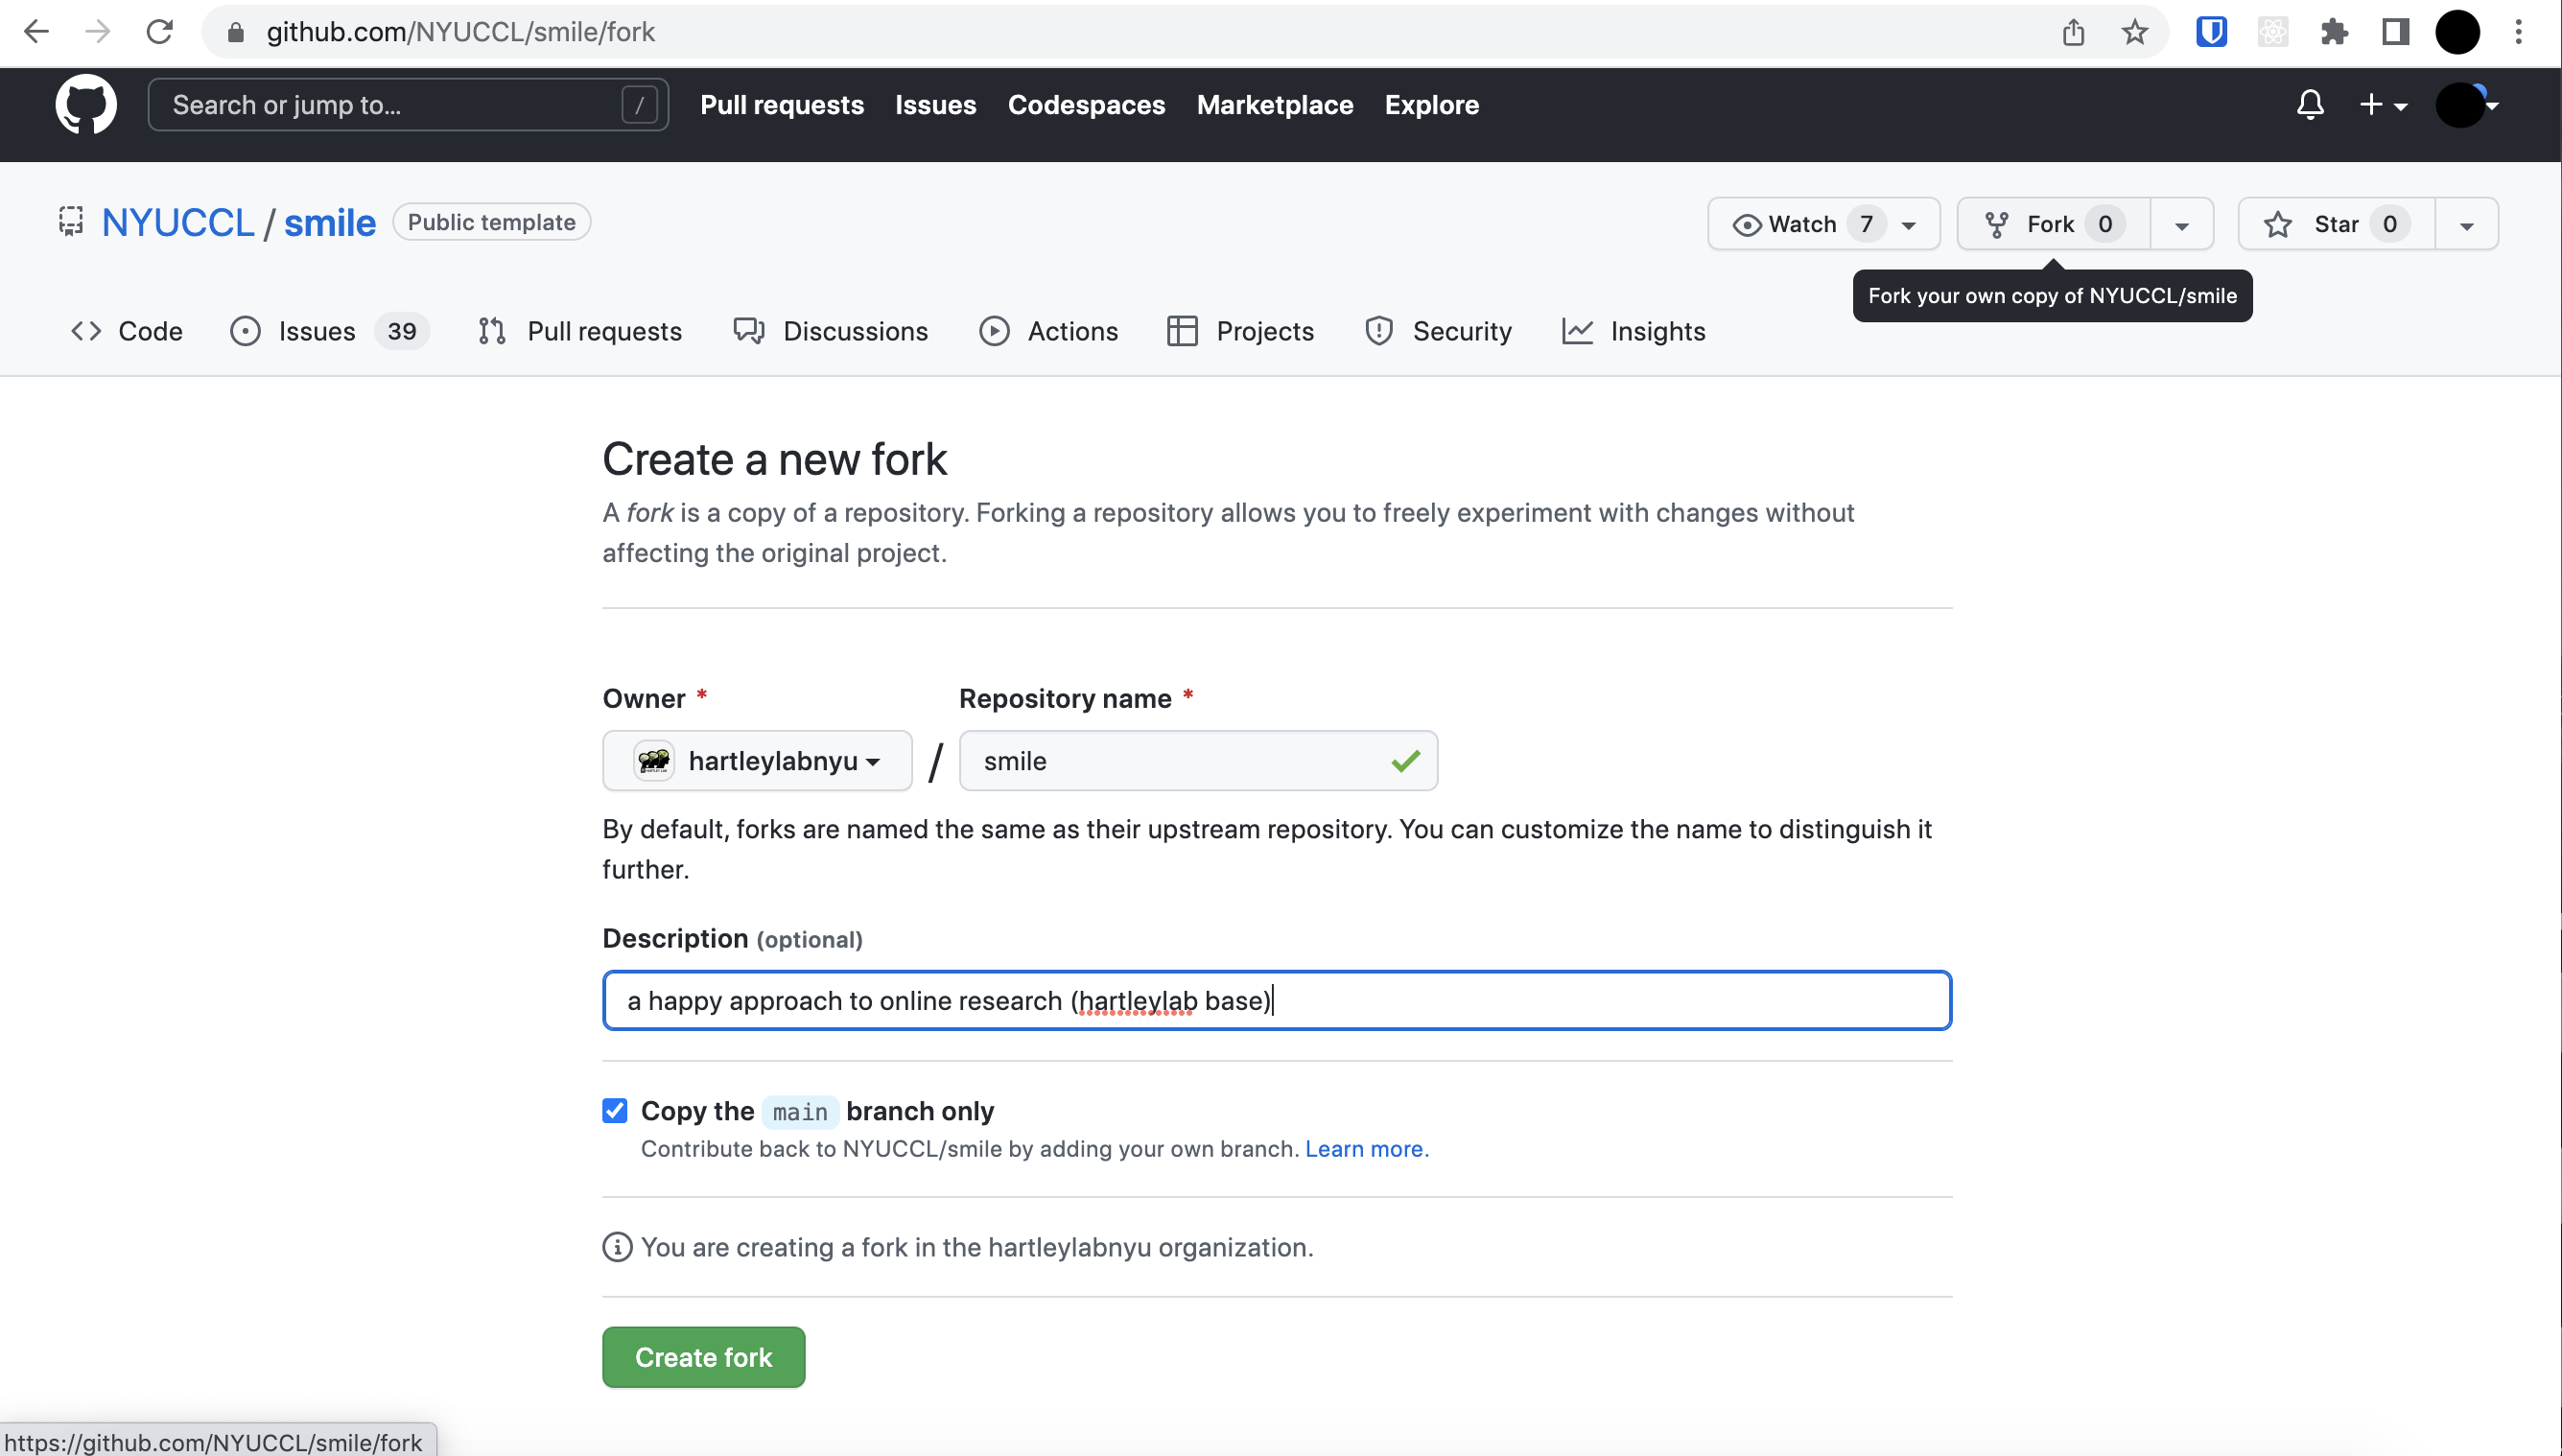 github.com/NYUCCL/smile/fork
Search or jump to... /
Pull requests Issues Codespaces Marketplace Explore
NYUCCL / smile Public template
Watch 7 Fork 0 Star 0
Fork your own copy of NYUCCL/smile
Code Issues 39 Pull requests Discussions Actions Projects Security Insights
Create a new fork
A fork is a copy of a repository. Forking a repository allows you to freely experiment with changes without
affecting the original project.
Owner * Repository name *
hartleylabnyu / smile
By default, forks are named the same as their upstream repository. You can customize the name to distinguish it
further.
Description (optional)
a happy approach to online research (hartleylab base)
Copy the main branch only
Contribute back to NYUCCL/smile by adding your own branch. Learn more.
You are creating a fork in the hartleylabnyu organization.
Create fork
https://github.com/NYUCCL/smile/fork